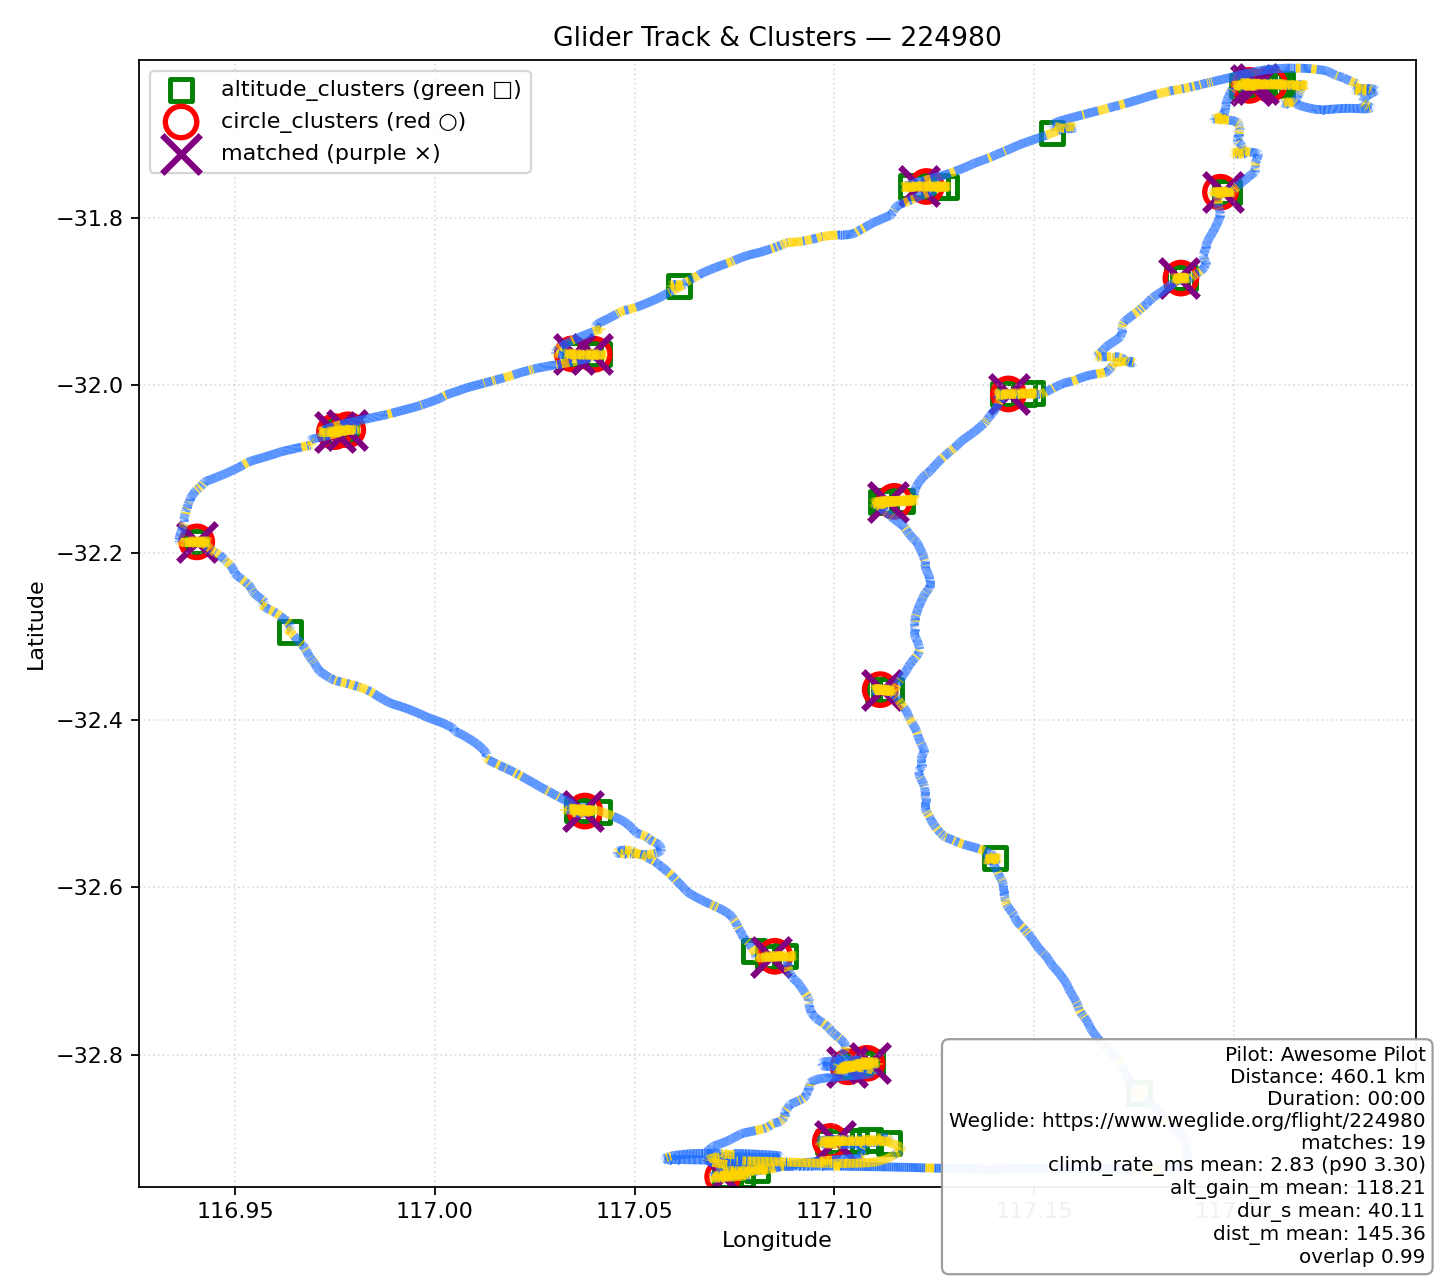 Glider Track & Clusters — 224980
altitude_clusters (green □)
circle_clusters (red ○)
matched (purple ×)
Latitude
−31.8
−32.0
−32.2
−32.4
−32.6
−32.8
116.95
117.00
117.05
117.10
117.15
Longitude
Pilot: Awesome Pilot
Distance: 460.1 km
Duration: 00:00
Weglide: https://www.weglide.org/flight/224980
matches: 19
climb_rate_ms mean: 2.83 (p90 3.30)
alt_gain_m mean: 118.21
dur_s mean: 40.11
dist_m mean: 145.36
overlap 0.99